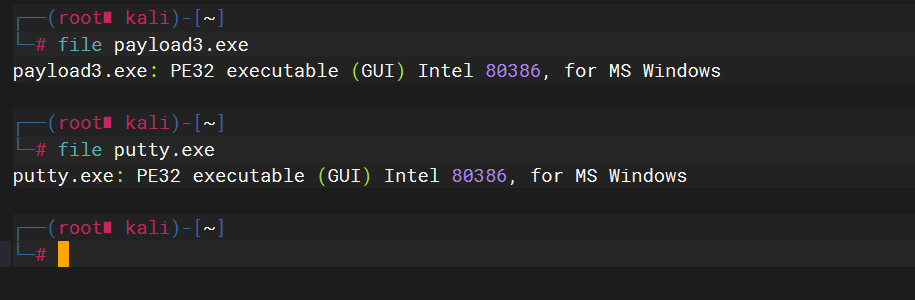 ┌──(root∎ kali)-[~]
└─# file payload3.exe
payload3.exe: PE32 executable (GUI) Intel 80386, for MS Windows
┌──(root∎ kali)-[~]
└─# file putty.exe
putty.exe: PE32 executable (GUI) Intel 80386, for MS Windows
┌──(root∎ kali)-[~]
└─#